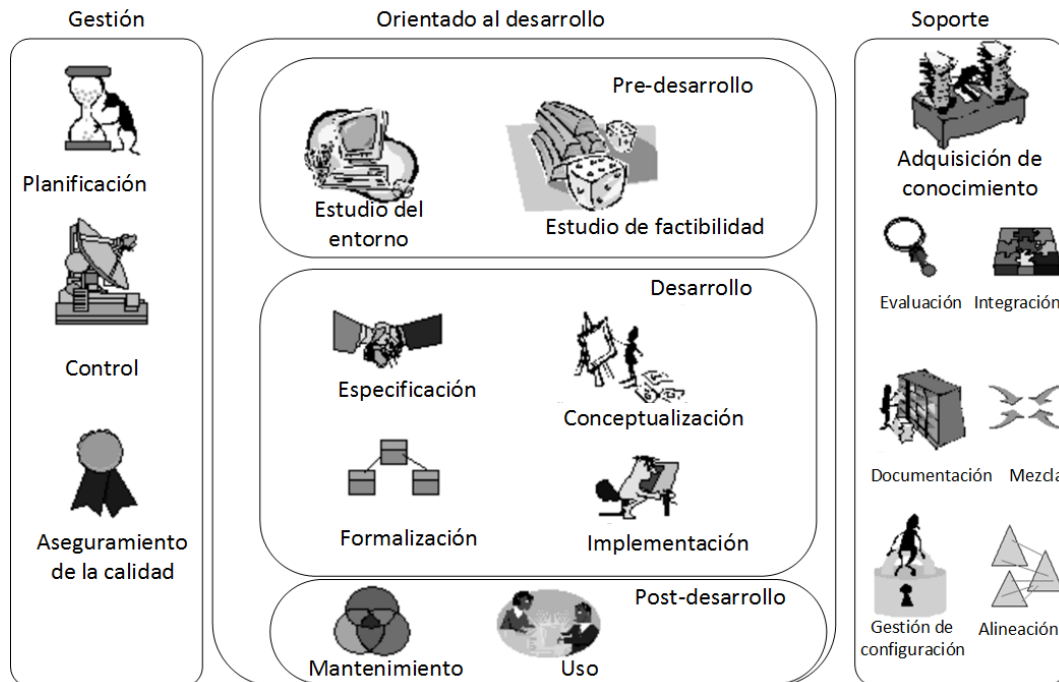 Gestión
Planificación
Control
Aseguramiento
de la calidad
Orientado al desarrollo
Pre-desarrollo
Estudio del
entorno
Estudio de factibilidad
Desarrollo
Especificación
Conceptualización
Formalización
Implementación
Post-desarrollo
Mantenimiento
Uso
Soporte
Adquisición de
conocimiento
Evaluación
Integración
Documentación
Mezcla
Gestión de
configuración
Alineación